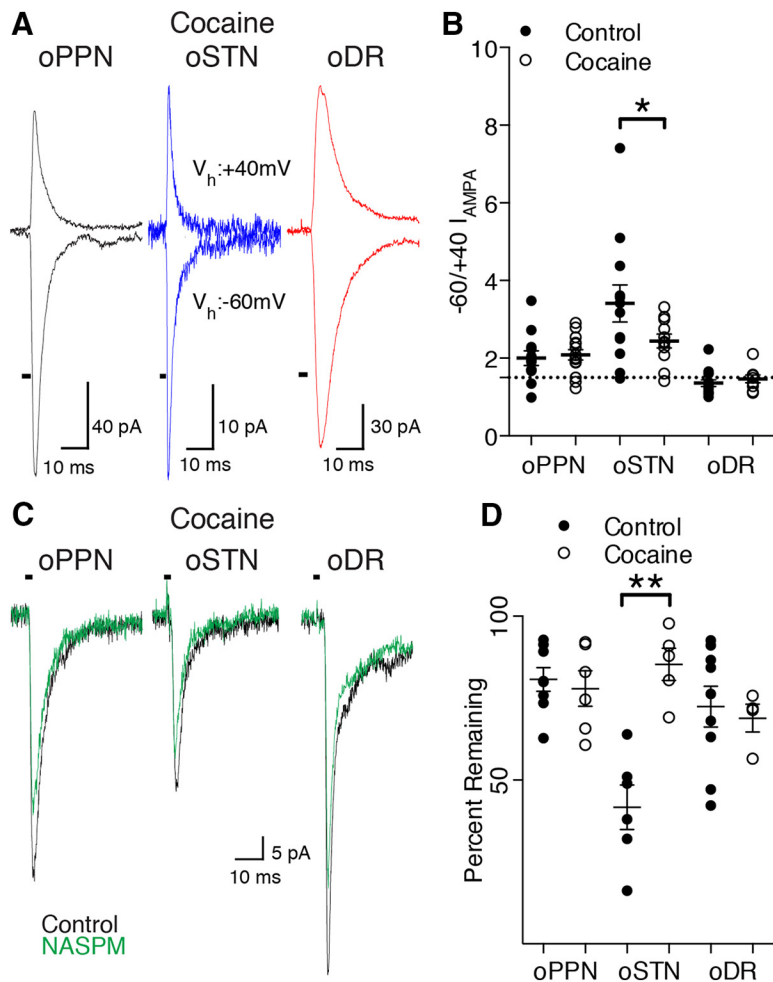 A
Cocaine
oPPN oSTN oDR
Vh:+40mV
Vh:-60mV
40 pA
10 ms
10 pA
10 ms
30 pA
10 ms
B
Control
Cocaine
*
-60/+40 IAMPA
10
8
6
4
2
0
oPPN oSTN oDR
C
Cocaine
oPPN oSTN oDR
5 pA
10 ms
Control
NASPM
D
Control
Cocaine
**
Percent Remaining
100
50
oPPN oSTN oDR